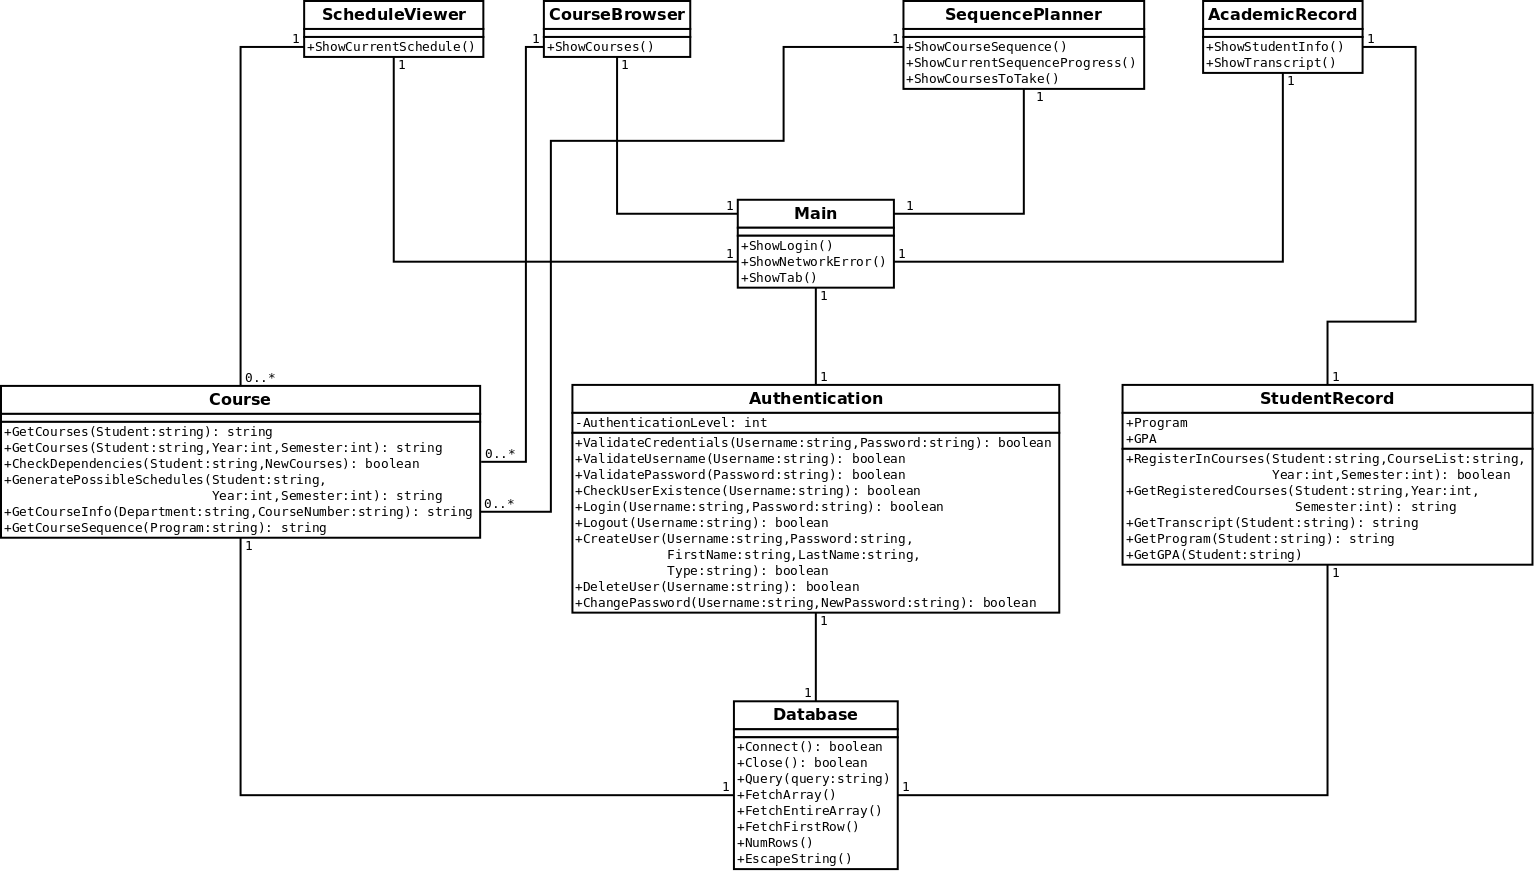 ScheduleViewer
+ShowCurrentSchedule()
1
1
CourseBrowser
+ShowCourses()
1
1
SequencePlanner
+ShowCourseSequence()
+ShowCurrentSequenceProgress()
+ShowCoursesToTake()
1
1
AcademicRecord
+ShowStudentInfo()
+ShowTranscript()
1
1
Main
+ShowLogin()
+ShowNetworkError()
+ShowTab()
1
1
1
1
1
Course
+GetCourses(Student:string): string
+GetCourses(Student:string,Year:int,Semester:int): string
+CheckDependencies(Student:string,NewCourses): boolean
+GeneratePossibleSchedules(Student:string,
Year:int,Semester:int): string
+GetCourseInfo(Department:string,CourseNumber:string): string
+GetCourseSequence(Program:string): string
0..*
0..*
0..*
1
Authentication
-AuthenticationLevel: int
+ValidateCredentials(Username:string,Password:string): boolean
+ValidateUsername(Username:string): boolean
+ValidatePassword(Password:string): boolean
+CheckUserExistence(Username:string): boolean
+Login(Username:string,Password:string): boolean
+Logout(Username:string): boolean
+CreateUser(Username:string,Password:string,
FirstName:string,LastName:string,
Type:string): boolean
+DeleteUser(Username:string): boolean
+ChangePassword(Username:string,NewPassword:string): boolean
1
1
StudentRecord
+Program
+GPA
+RegisterInCourses(Student:string,CourseList:string,
Year:int,Semester:int): boolean
+GetRegisteredCourses(Student:string,Year:int,
Semester:int): string
+GetTranscript(Student:string): string
+GetProgram(Student:string): string
+GetGPA(Student:string)
1
1
Database
+Connect(): boolean
+Close(): boolean
+Query(query:string)
+FetchArray()
+FetchEntireArray()
+FetchFirstRow()
+NumRows()
+EscapeString()
1
1
1